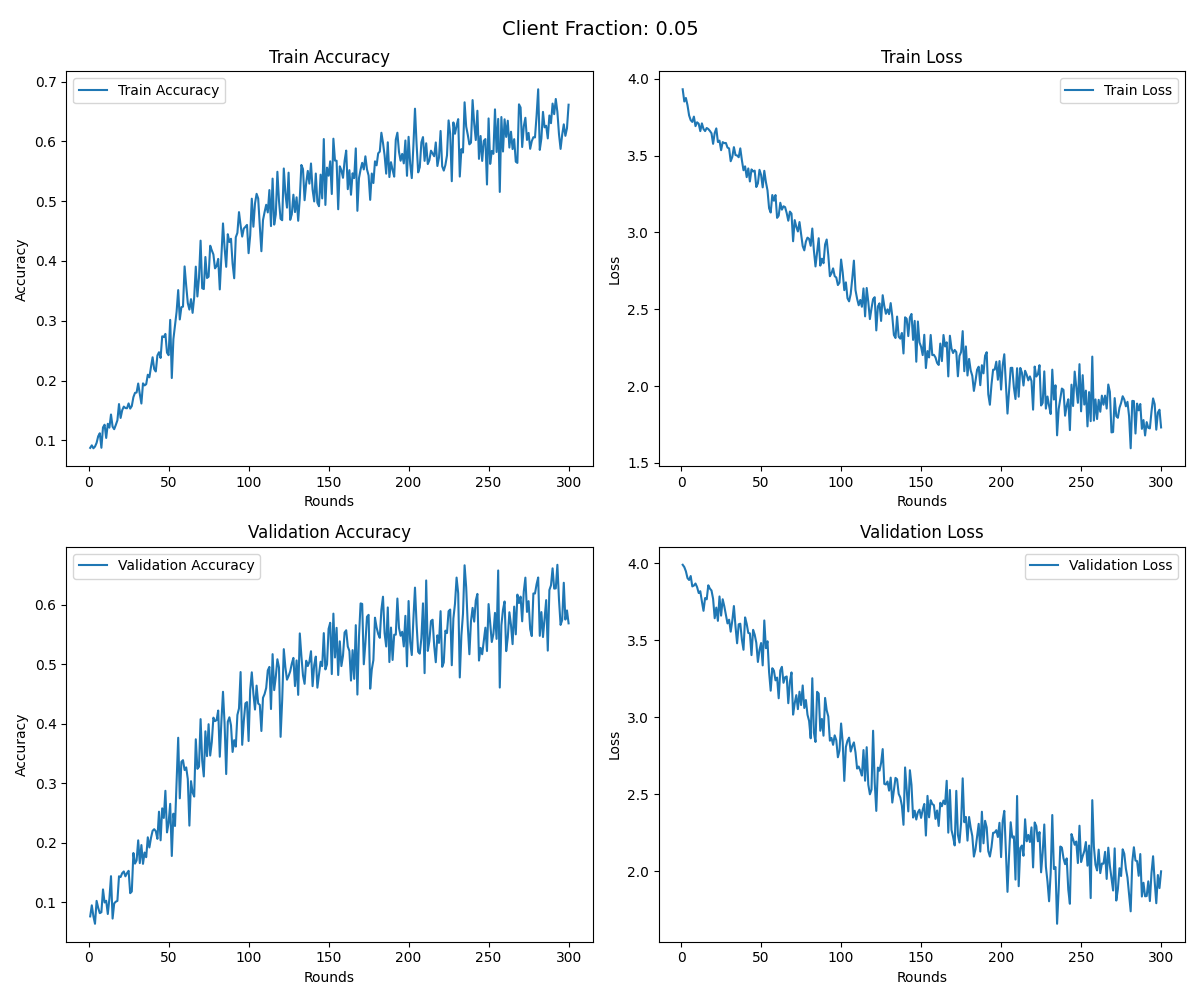 Client Fraction: 0.05
Train Accuracy
Train Accuracy
0.7
0.6
0.5
0.4
0.3
0.2
0.1
Accuracy
0 50 100 150 200 250 300
Rounds
Train Loss
Train Loss
4.0
3.5
3.0
2.5
2.0
1.5
Loss
0 50 100 150 200 250 300
Rounds
Validation Accuracy
Validation Accuracy
0.6
0.5
0.4
0.3
0.2
0.1
Accuracy
0 50 100 150 200 250 300
Rounds
Validation Loss
Validation Loss
4.0
3.5
3.0
2.5
2.0
Loss
0 50 100 150 200 250 300
Rounds